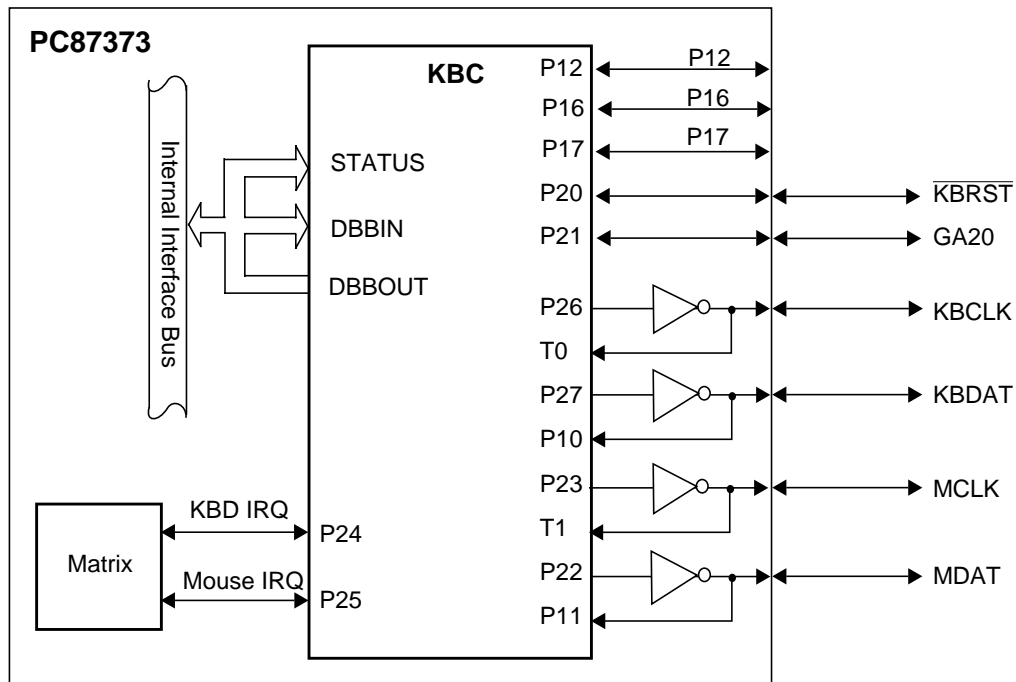 PC87373
KBC
Internal Interface Bus
STATUS
DBBIN
DBBOUT
P12
P12
P16
P16
P17
P17
P20
KBRST
P21
GA20
P26
KBCLK
T0
P27
KBDAT
P10
P23
MCLK
T1
P22
MDAT
P11
Matrix
KBD IRQ
P24
Mouse IRQ
P25